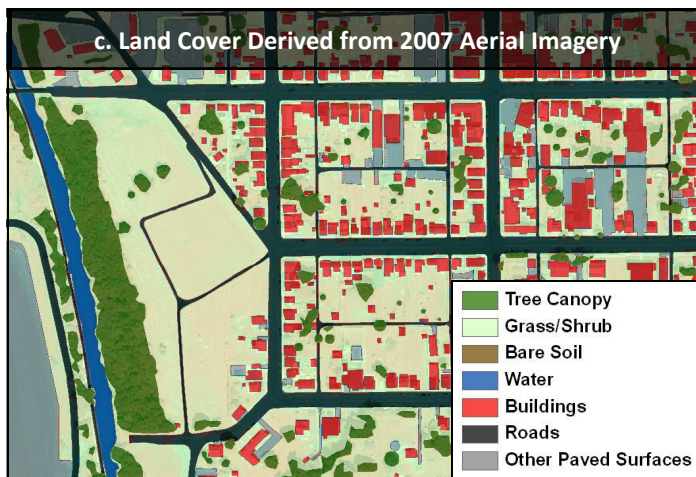 c. Land Cover Derived from 2007 Aerial Imagery
Tree Canopy
Grass/Shrub
Bare Soil
Water
Buildings
Roads
Other Paved Surfaces